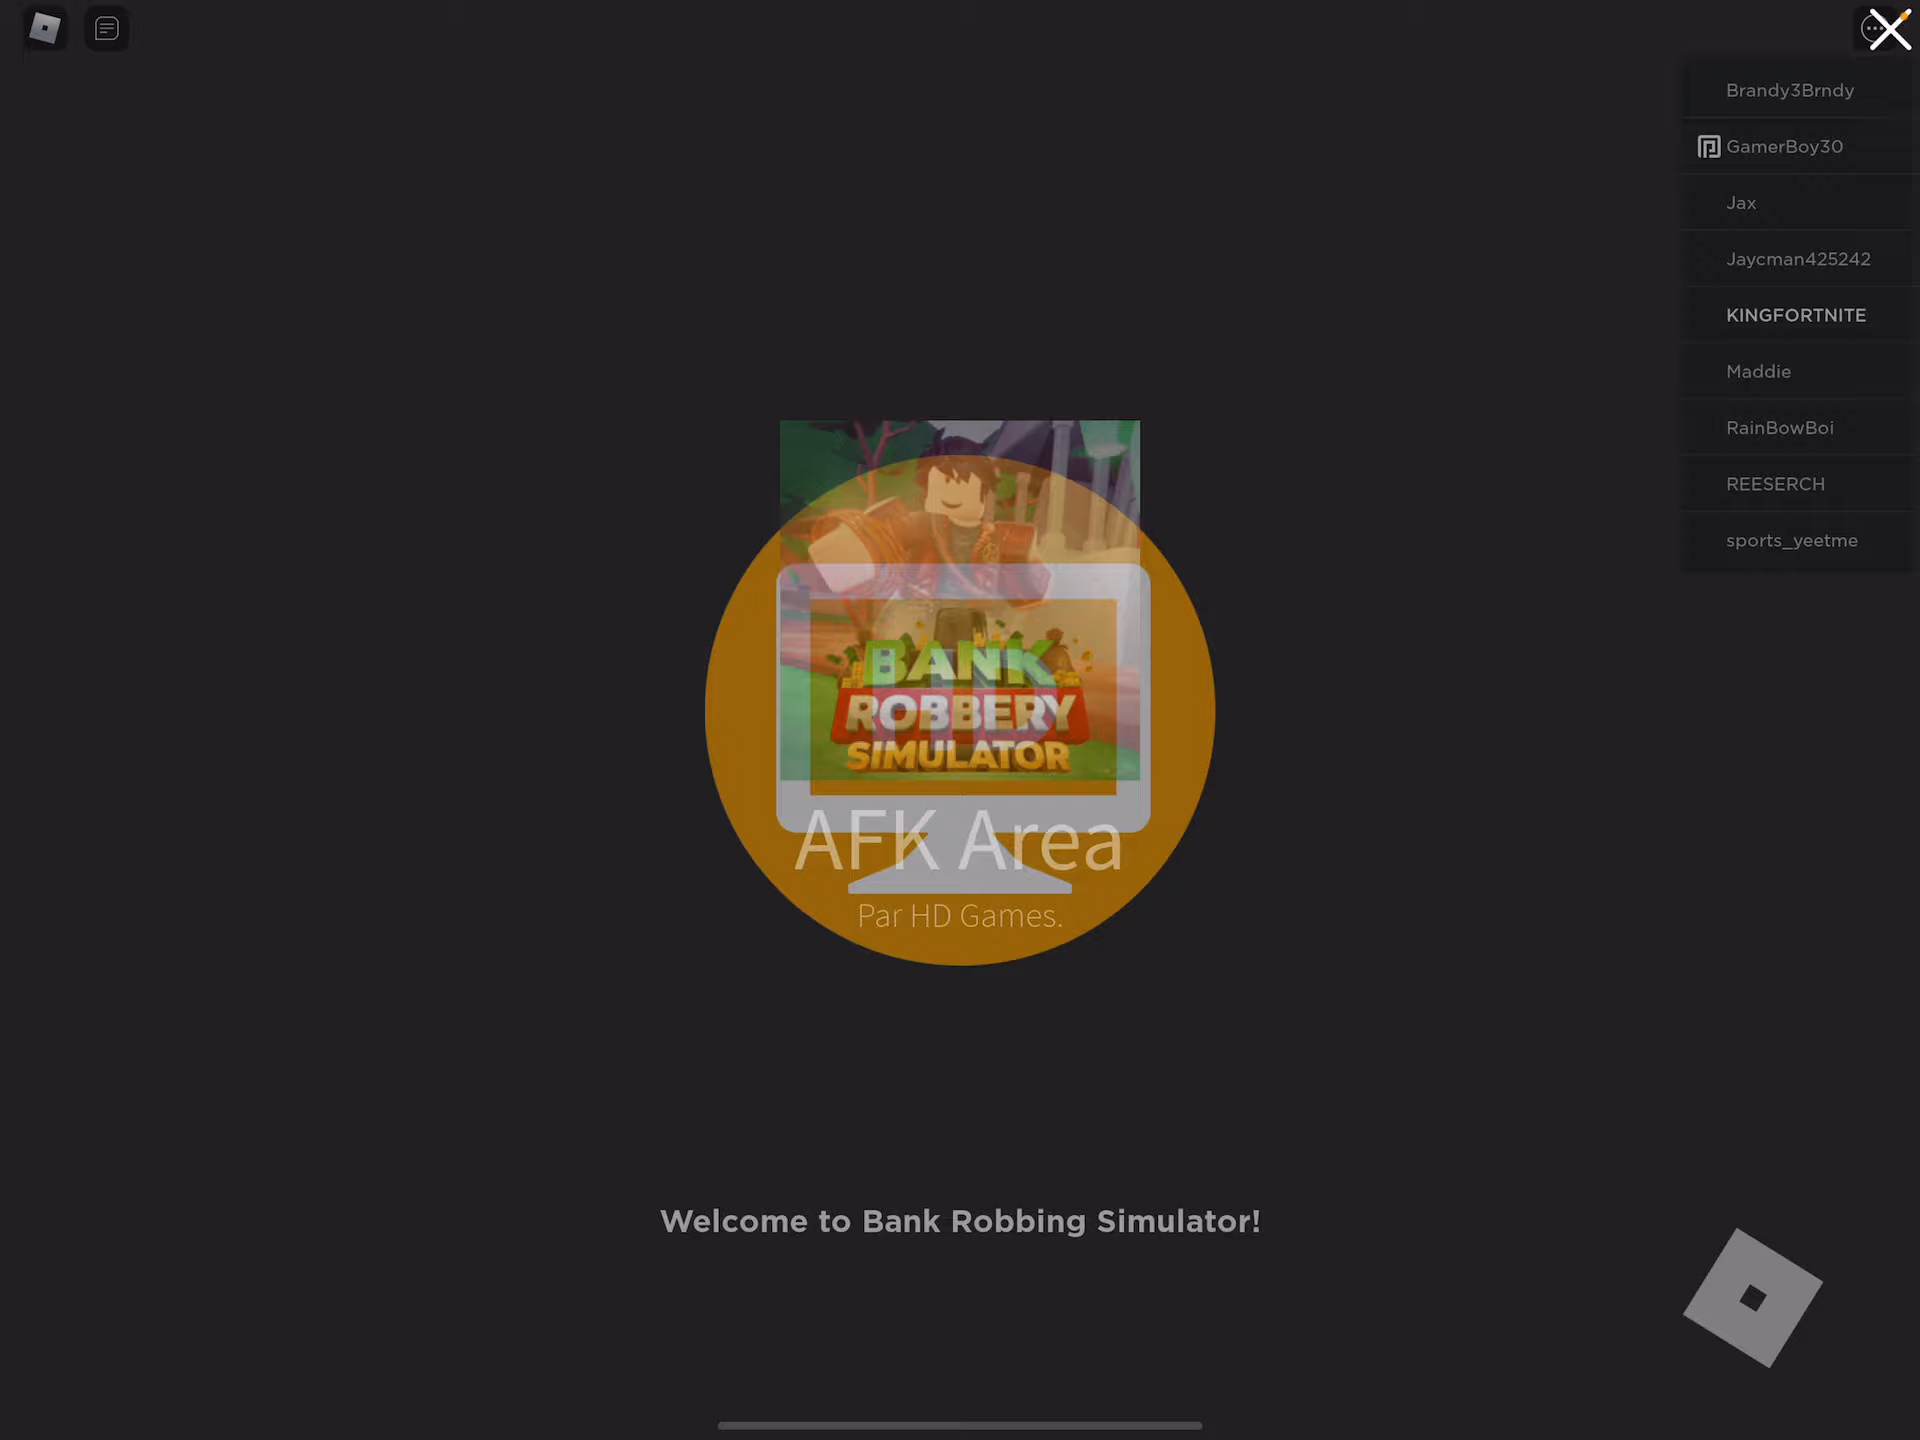 Brandy3Brndy
GamerBoy30
Jax
Jaycman425242
KINGFORTNITE
Maddie
RainBowBoi
REESERCH
sports_yeetme
BANK
ROBBERY
SIMULATOR
HD
AFK Area
Par HD Games.
Welcome to Bank Robbing Simulator!